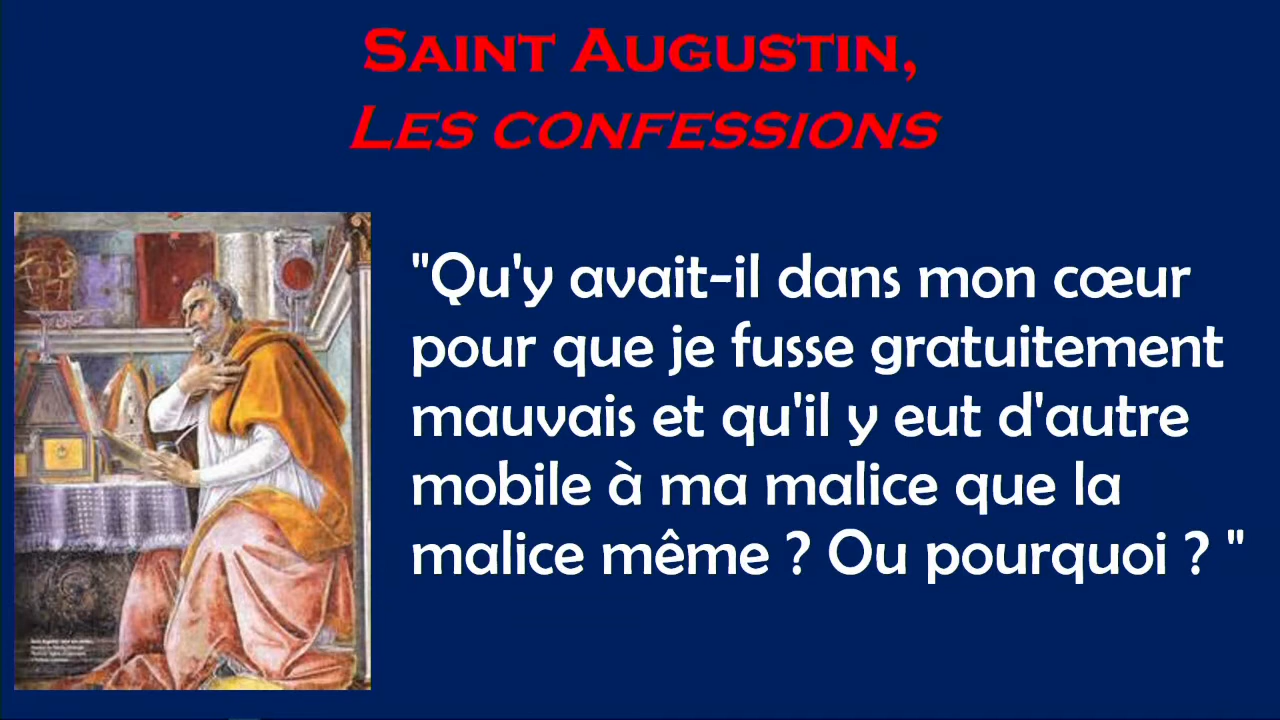 SAINT AUGUSTIN,
LES CONFESSIONS
"Qu'y avait-il dans mon cœur
pour que je fusse gratuitement
mauvais et qu'il y eut d'autre
mobile à ma malice que la
malice même ? Ou pourquoi ? "